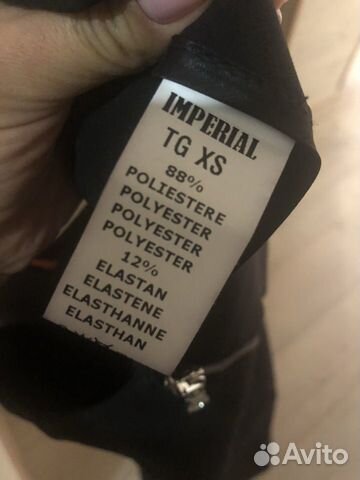 IMPERIAL
TG XS
88%
POLIESTERE
POLYESTER
POLYESTER
POLYESTER
12%
ELASTAN
ELASTENE
ELASTHANNE
ELASTHAN
Avito